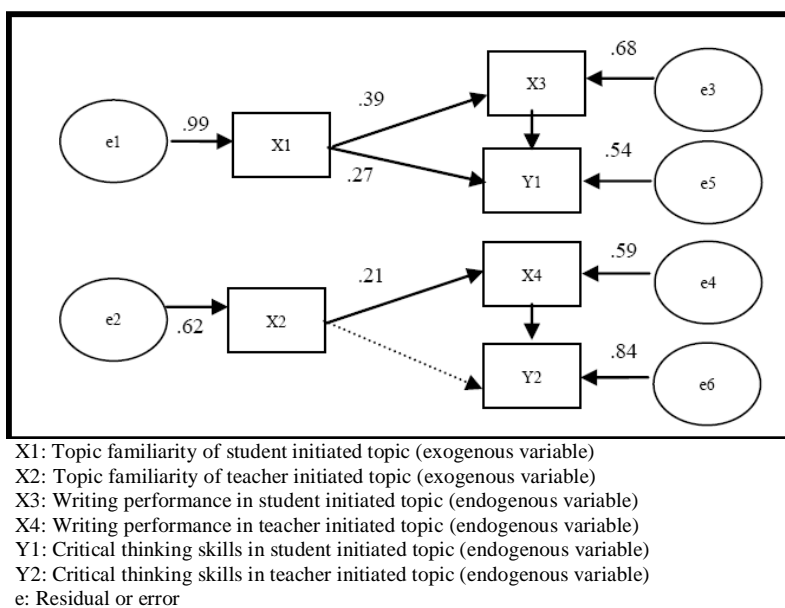 .68
X3
e3
.39
.99
e1
X1
.54
.27
Y1
e5
.59
X4
e4
.21
e2
X2
.62
.84
Y2
e6
X1: Topic familiarity of student initiated topic (exogenous variable)
X2: Topic familiarity of teacher initiated topic (exogenous variable)
X3: Writing performance in student initiated topic (endogenous variable)
X4: Writing performance in teacher initiated topic (endogenous variable)
Y1: Critical thinking skills in student initiated topic (endogenous variable)
Y2: Critical thinking skills in teacher initiated topic (endogenous variable)
e: Residual or error